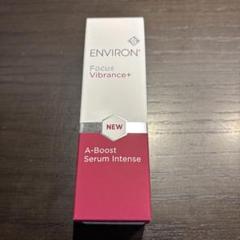 ENVIRON®
Focus
Vibrance+
NEW
A-Boost
Serum Intense